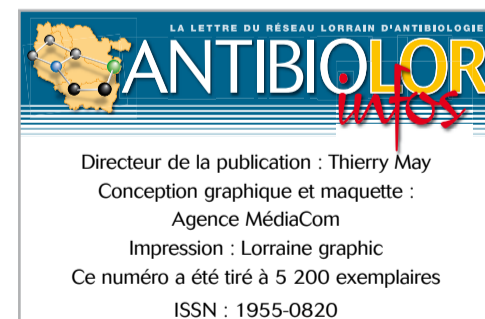 LA LETTRE DU RÉSEAU LORRAIN D'ANTIBIOLOGIE
ANTIBIOLOR
infos
Directeur de la publication : Thierry May
Conception graphique et maquette :
Agence MédiaCom
Impression : Lorraine graphic
Ce numéro a été tiré à 5 200 exemplaires
ISSN : 1955-0820